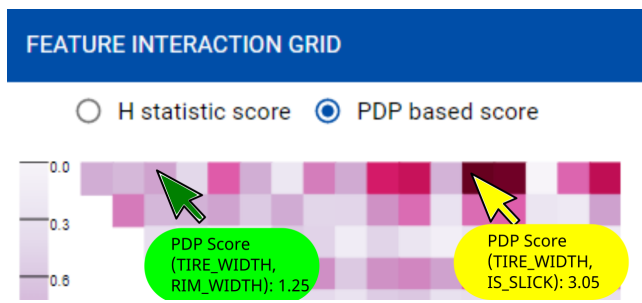 FEATURE INTERACTION GRID
H statistic score PDP based score
0.0
0.3
PDP Score
(TIRE_WIDTH,
RIM_WIDTH): 1.25
PDP Score
(TIRE_WIDTH,
IS_SLICK): 3.05
0.6